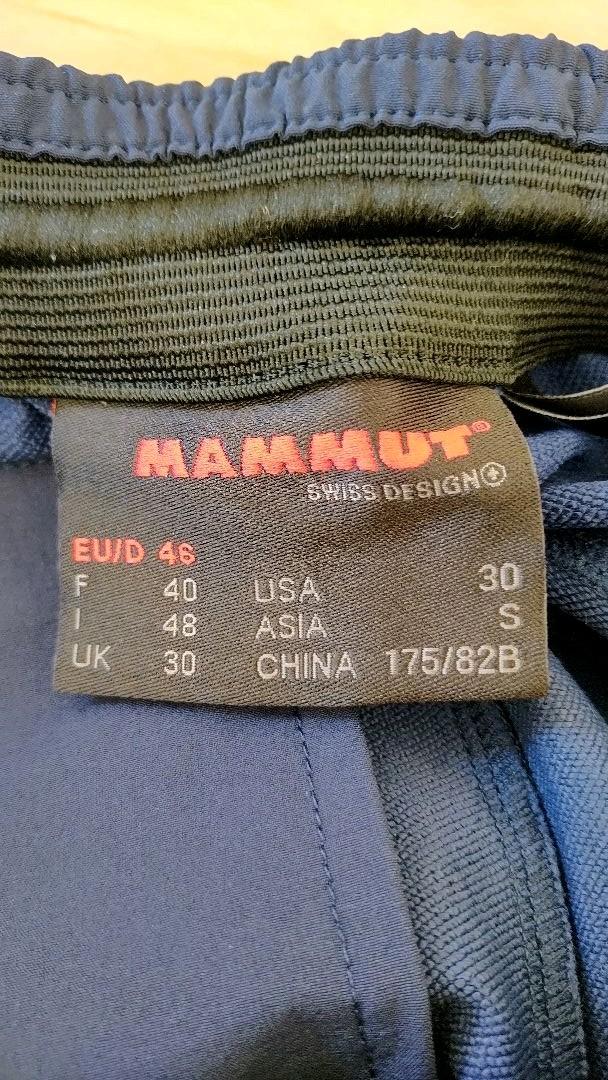 MAMMUT®
SWISS DESIGN
EU/D 46
F 40 USA 30
I 48 ASIA S
UK 30 CHINA 175/82B